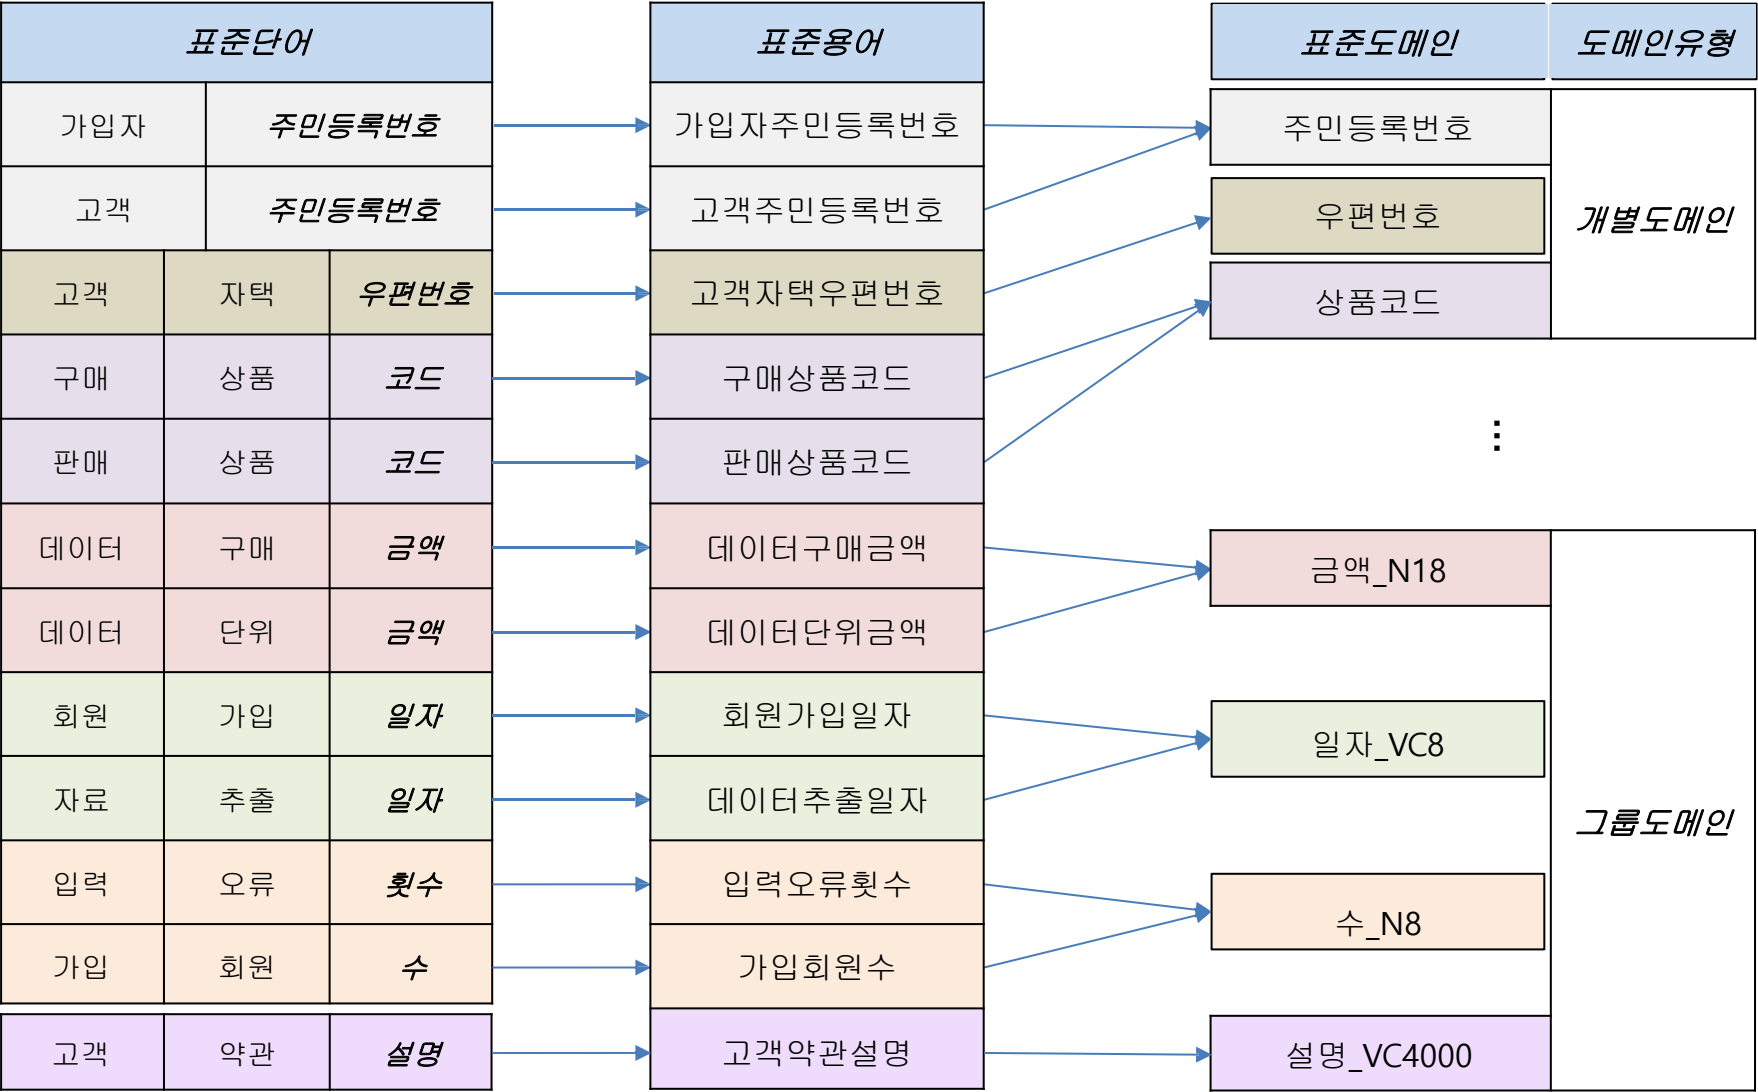 표준단어 표준용어 표준도메인 도메인유형
가입자 주민등록번호 가입자주민등록번호 주민등록번호
고객 주민등록번호 고객주민등록번호 우편번호 개별도메인
고객 자택 우편번호 고객자택우편번호 상품코드
구매 상품 코드 구매상품코드
⋮
판매 상품 코드 판매상품코드
데이터 구매 금액 데이터구매금액 금액_N18
데이터 단위 금액 데이터단위금액
회원 가입 일자 회원가입일자 일자_VC8
자료 추출 일자 데이터추출일자 그룹도메인
입력 오류 횟수 입력오류횟수 수_N8
가입 회원 수 가입회원수
고객 약관 설명 고객약관설명 설명_VC4000